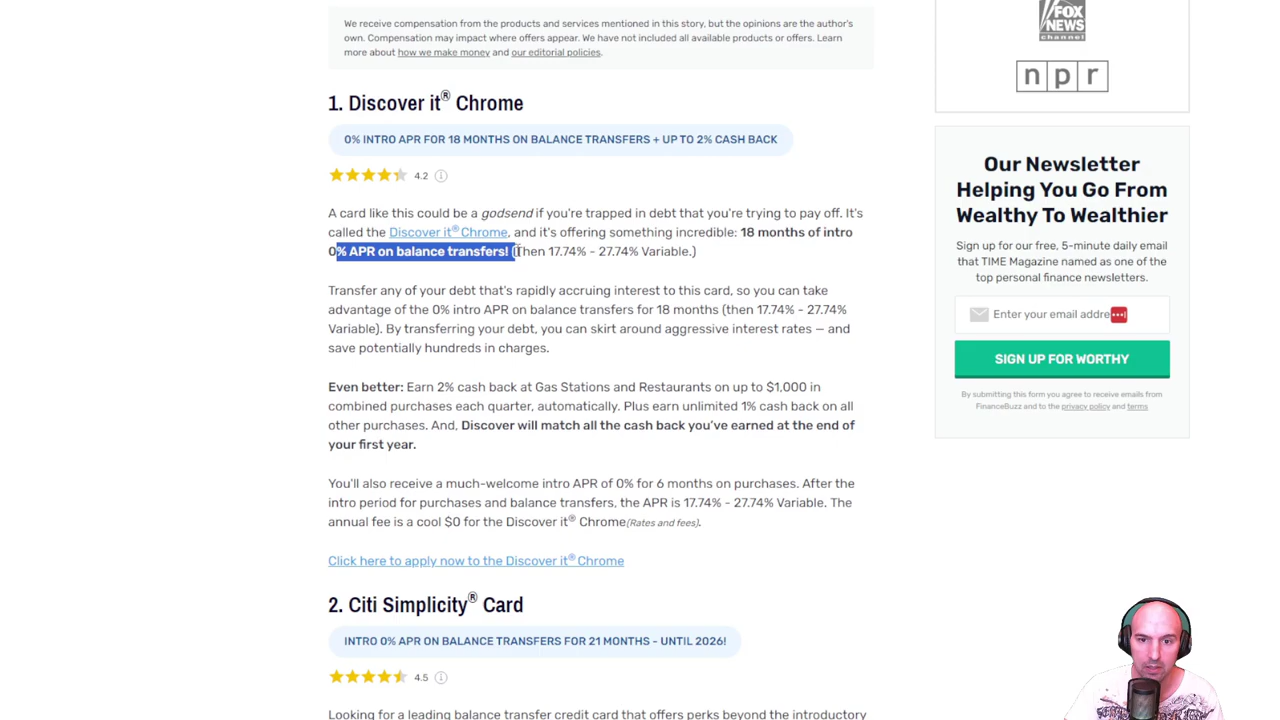 We receive compensation from the products and services mentioned in this story, but the opinions are the author's
own. Compensation may impact where offers appear. We have not included all available products or offers. Learn
more about how we make money and our editorial policies.
1. Discover it® Chrome
0% INTRO APR FOR 18 MONTHS ON BALANCE TRANSFERS + UP TO 2% CASH BACK
4.2
A card like this could be a godsend if you're trapped in debt that you're trying to pay off. It's
called the Discover it® Chrome, and it's offering something incredible: 18 months of intro
0% APR on balance transfers! (Then 17.74% - 27.74% Variable.)
Transfer any of your debt that's rapidly accruing interest to this card, so you can take
advantage of the 0% intro APR on balance transfers for 18 months (then 17.74% - 27.74%
Variable). By transferring your debt, you can skirt around aggressive interest rates — and
save potentially hundreds in charges.
Even better: Earn 2% cash back at Gas Stations and Restaurants on up to $1,000 in
combined purchases each quarter, automatically. Plus earn unlimited 1% cash back on all
other purchases. And, Discover will match all the cash back you've earned at the end of
your first year.
You'll also receive a much-welcome intro APR of 0% for 6 months on purchases. After the
intro period for purchases and balance transfers, the APR is 17.74% - 27.74% Variable. The
annual fee is a cool $0 for the Discover it® Chrome(Rates and fees).
Click here to apply now to the Discover it® Chrome
2. Citi Simplicity® Card
INTRO 0% APR ON BALANCE TRANSFERS FOR 21 MONTHS - UNTIL 2026!
4.5
Looking for a leading balance transfer credit card that offers perks beyond the introductory
FOX
NEWS
channel
npr
Our Newsletter
Helping You Go From
Wealthy To Wealthier
Sign up for our free, 5-minute daily email
that TIME Magazine named as one of the
top personal finance newsletters.
Enter your email addre
SIGN UP FOR WORTHY
By submitting this form you agree to receive emails from
FinanceBuzz and to the privacy policy and terms